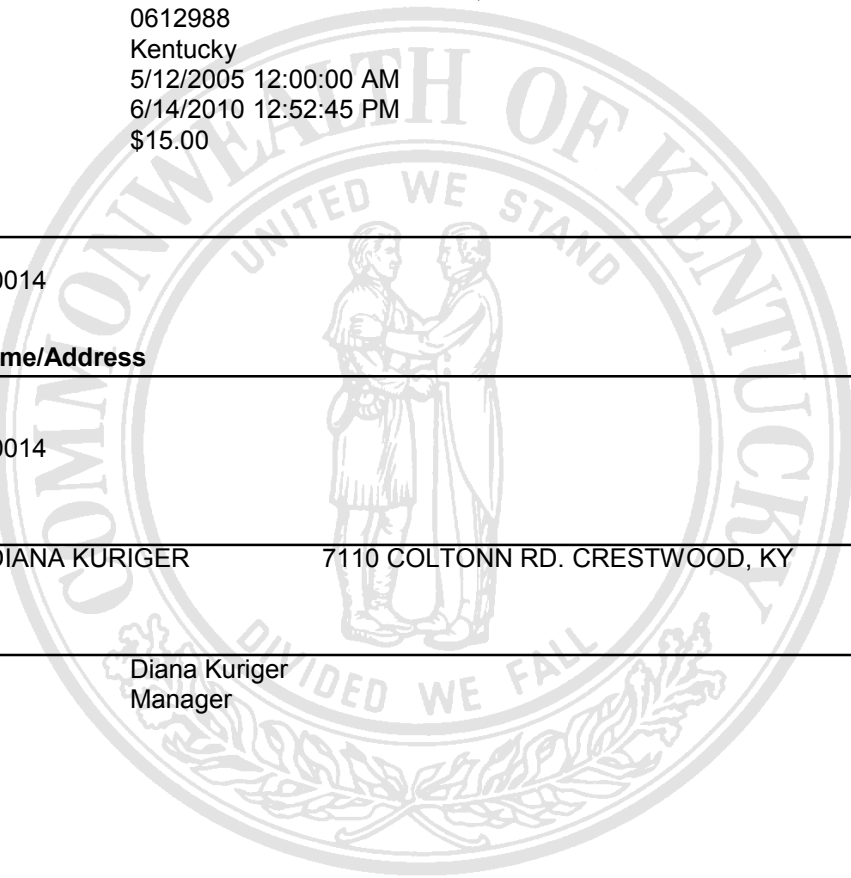 0612988
Kentucky
5/12/2005 12:00:00 AM
6/14/2010 12:52:45 PM
$15.00
COMMONWEALTH OF KENTUCKY
UNITED WE STAND
0014
me/Address
0014
DIANA KURIGER 7110 COLTONN RD. CRESTWOOD, KY
DIVIDED WE FALL
Diana Kuriger
Manager